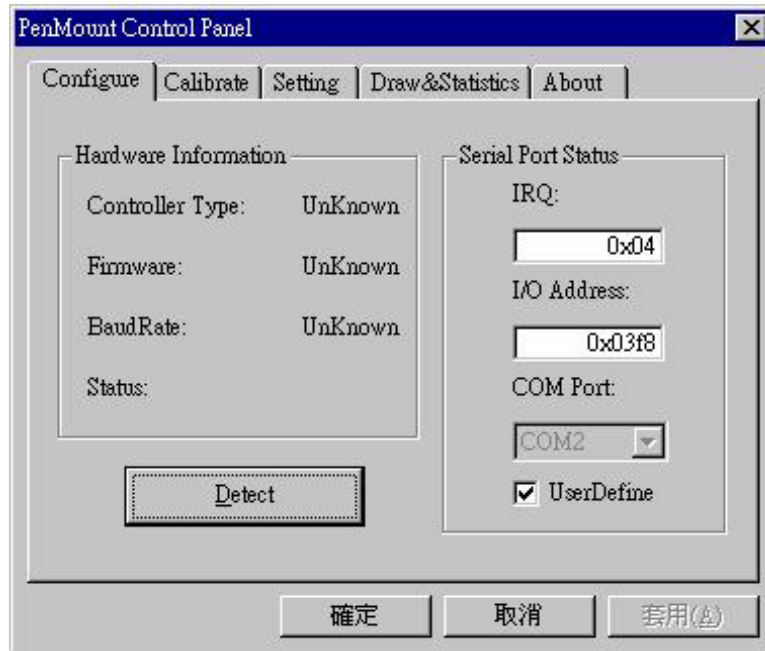 PenMount Control Panel
Configure
Calibrate
Setting
Draw&Statistics
About
Hardware Information
Controller Type: UnKnown
Firmware: UnKnown
BaudRate: UnKnown
Status:
Detect
Serial Port Status
IRQ:
0x04
I/O Address:
0x03f8
COM Port:
COM2
UserDefine
確定
取消
套用(A)